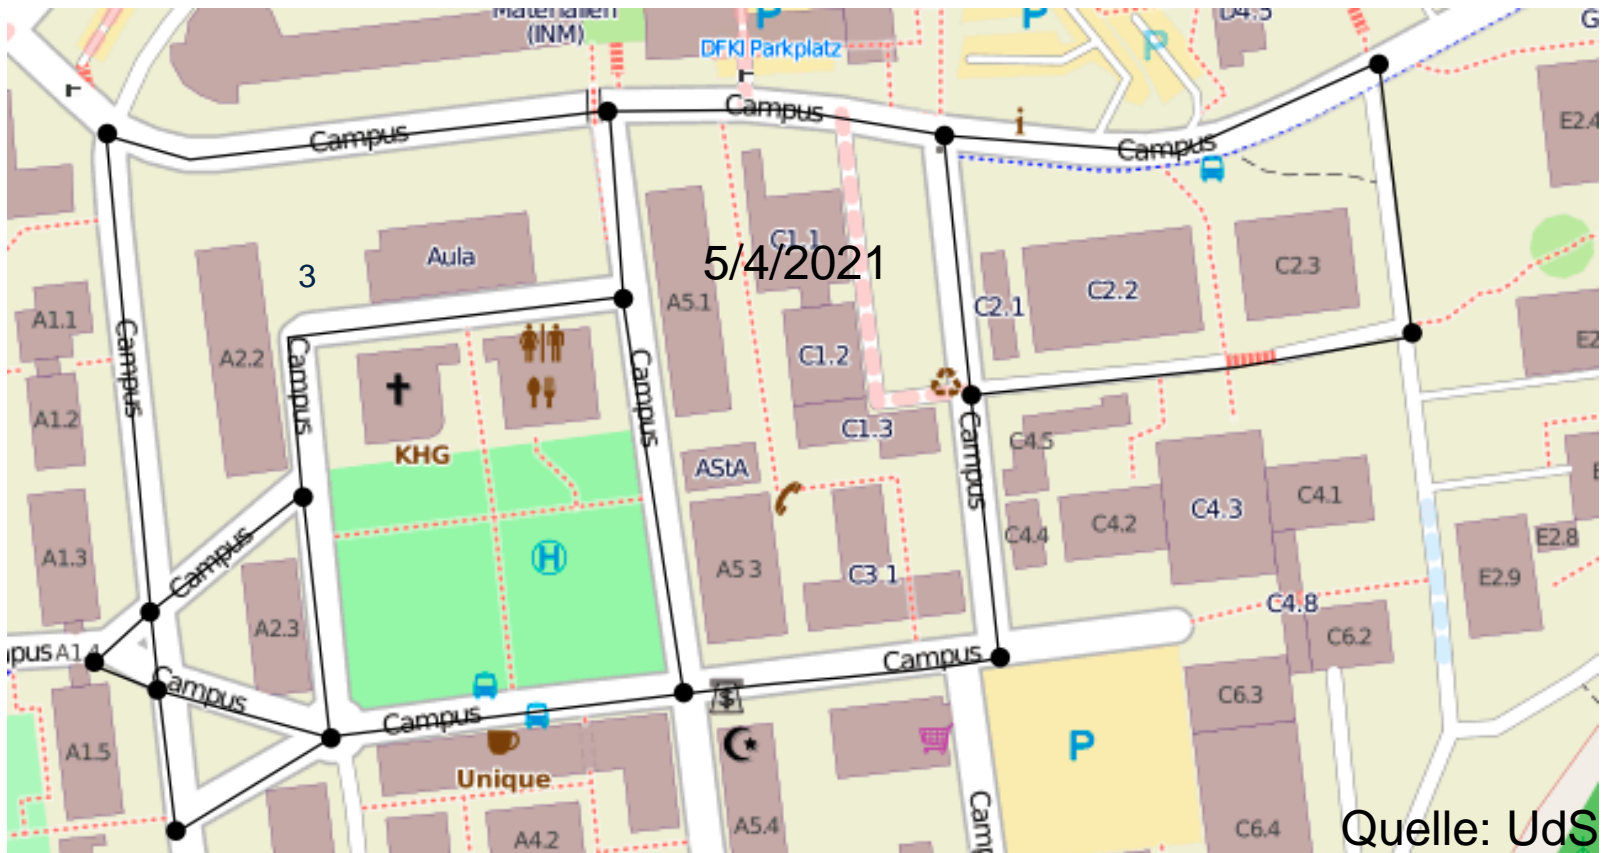 Materialien
(INM)
P
DFKI Parkplatz
P
P
D4.5
G
Campus
Campus
i
Campus
E2.4
Aula
C1.1
5/4/2021
3
A5.1
C2.1
C2.2
C2.3
A1.1
Campus
A2.2
Campus
Campus
C1.2
E2
A1.2
KHG
C1.3
Campus
C4.5
AStA
C4.1
C4.2
C4.3
C4.4
E2.8
A1.3
Campus
H
A5.3
C3.1
E2.9
A2.3
C4.8
C6.2
pus
A1.4
Campus
Campus
C6.3
Campus
$
A1.5
P
Unique
Camp
A4.2
A5.4
C6.4
Quelle: UdS